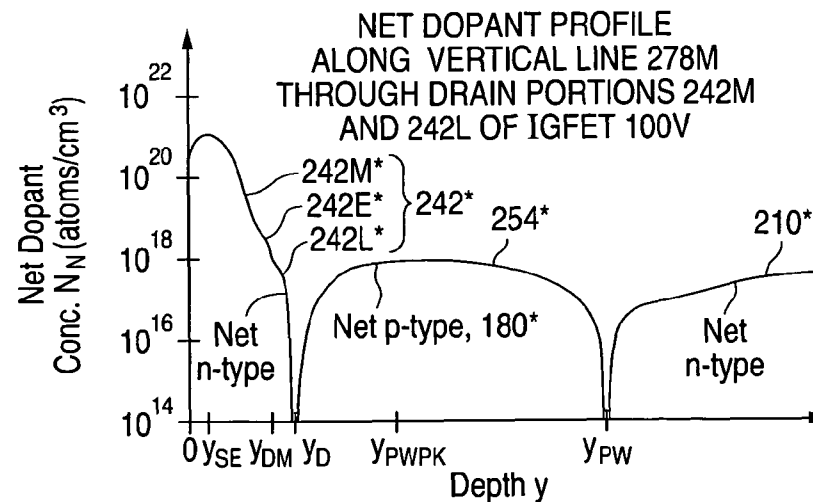 NET DOPANT PROFILE
ALONG VERTICAL LINE 278M
THROUGH DRAIN PORTIONS 242M
AND 242L OF IGFET 100V
Net Dopant
Conc. N_N (atoms/cm^3)
10^22
10^20
10^18
10^16
10^14
242M*
242E*
242L*
242*
254*
210*
Net
n-type
Net p-type, 180*
Net
n-type
0 y_SE y_DM y_D y_PWPK y_PW
Depth y